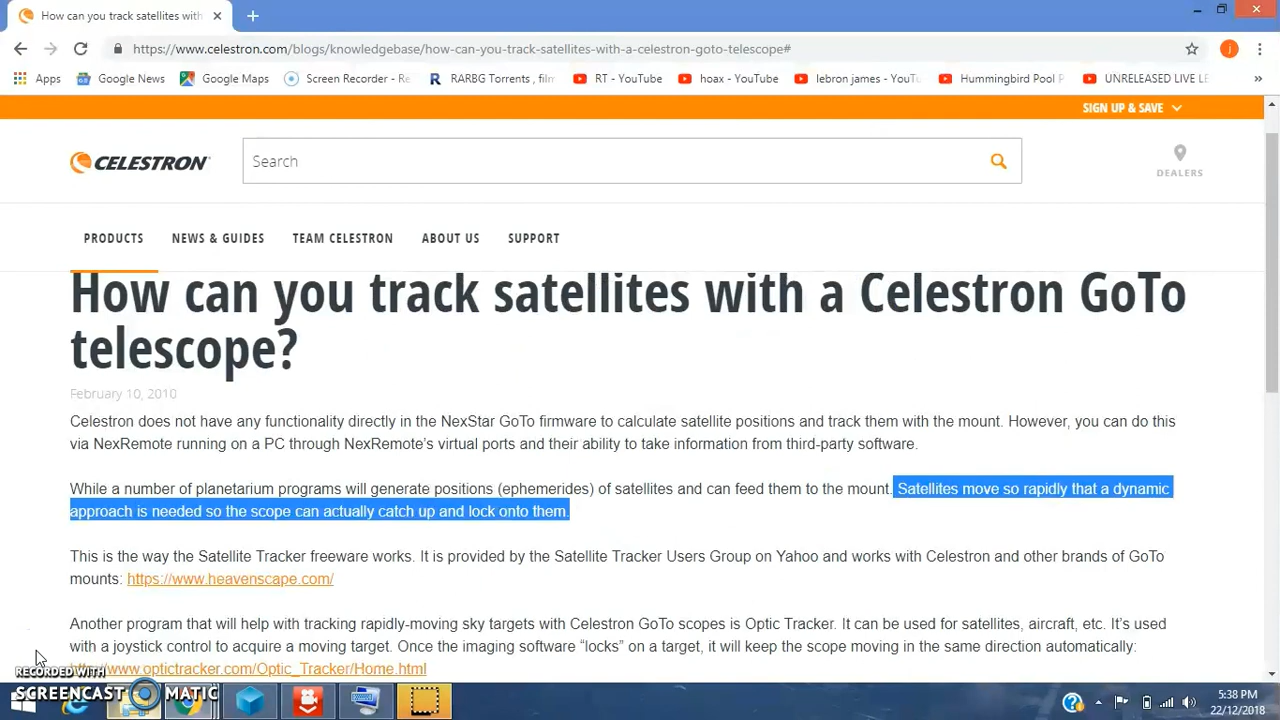 How can you track satellites with
https://www.celestron.com/blogs/knowledgebase/how-can-you-track-satellites-with-a-celestron-goto-telescope#
j
Apps
Google News
Google Maps
Screen Recorder - Re
RARBG Torrents , film
RT - YouTube
hoax - YouTube
lebron james - YouTu
Hummingbird Pool P
UNRELEASED LIVE LE
»
SIGN UP & SAVE
CELESTRON
Search
DEALERS
PRODUCTS
NEWS & GUIDES
TEAM CELESTRON
ABOUT US
SUPPORT
How can you track satellites with a Celestron GoTo
telescope?
February 10, 2010
Celestron does not have any functionality directly in the NexStar GoTo firmware to calculate satellite positions and track them with the mount. However, you can do this
via NexRemote running on a PC through NexRemote’s virtual ports and their ability to take information from third-party software.
While a number of planetarium programs will generate positions (ephemerides) of satellites and can feed them to the mount. Satellites move so rapidly that a dynamic
approach is needed so the scope can actually catch up and lock onto them.
This is the way the Satellite Tracker freeware works. It is provided by the Satellite Tracker Users Group on Yahoo and works with Celestron and other brands of GoTo
mounts: https://www.heavenscape.com/
Another program that will help with tracking rapidly-moving sky targets with Celestron GoTo scopes is Optic Tracker. It can be used for satellites, aircraft, etc. It’s used
with a joystick control to acquire a moving target. Once the imaging software “locks” on a target, it will keep the scope moving in the same direction automatically:
http://www.optictracker.com/Optic_Tracker/Home.html
RECORDED WITH
SCREENCAST MATIC
5:38 PM
22/12/2018